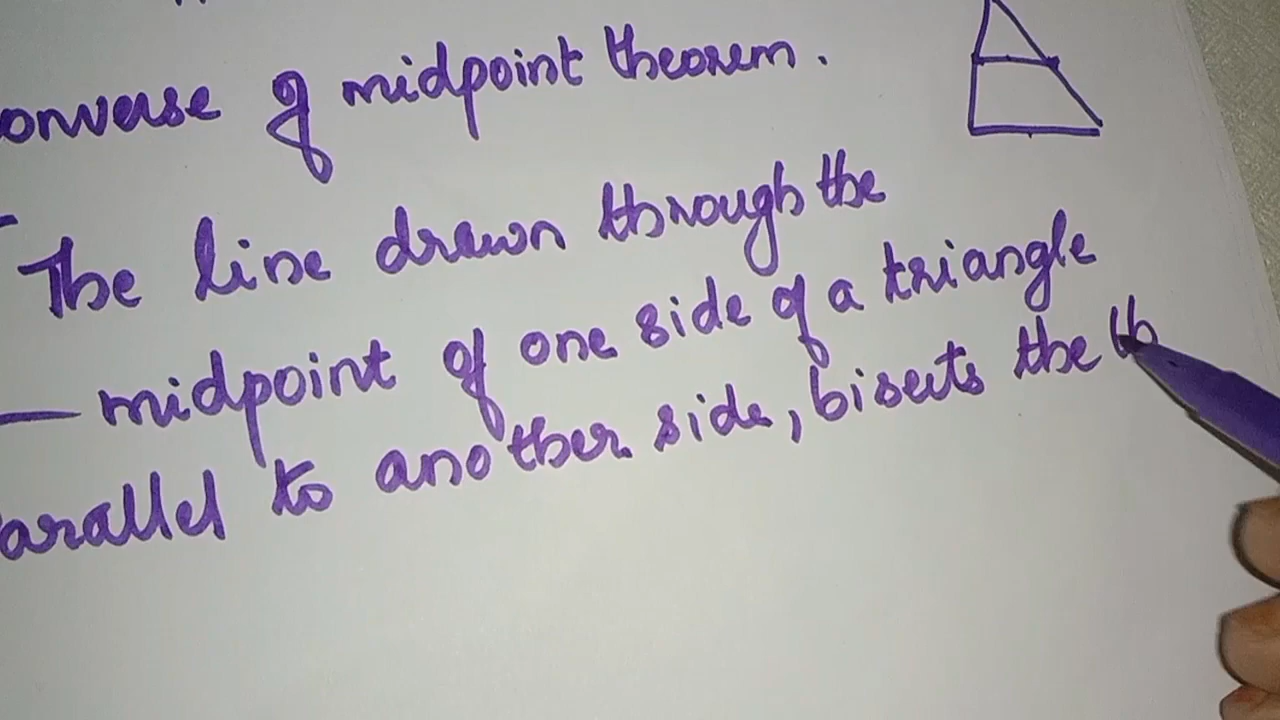 onverse of midpoint theorem.
The line drawn through the
midpoint of one side of a triangle
arallel to another side, bisects the th